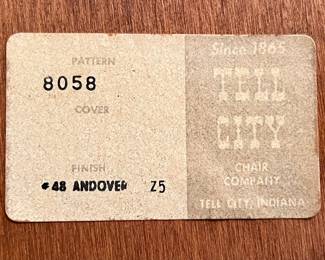 PATTERN
8058
COVER
FINISH
#48 ANDOVER Z5
Since 1865
TELL
CITY
CHAIR
COMPANY
TELL CITY, INDIANA